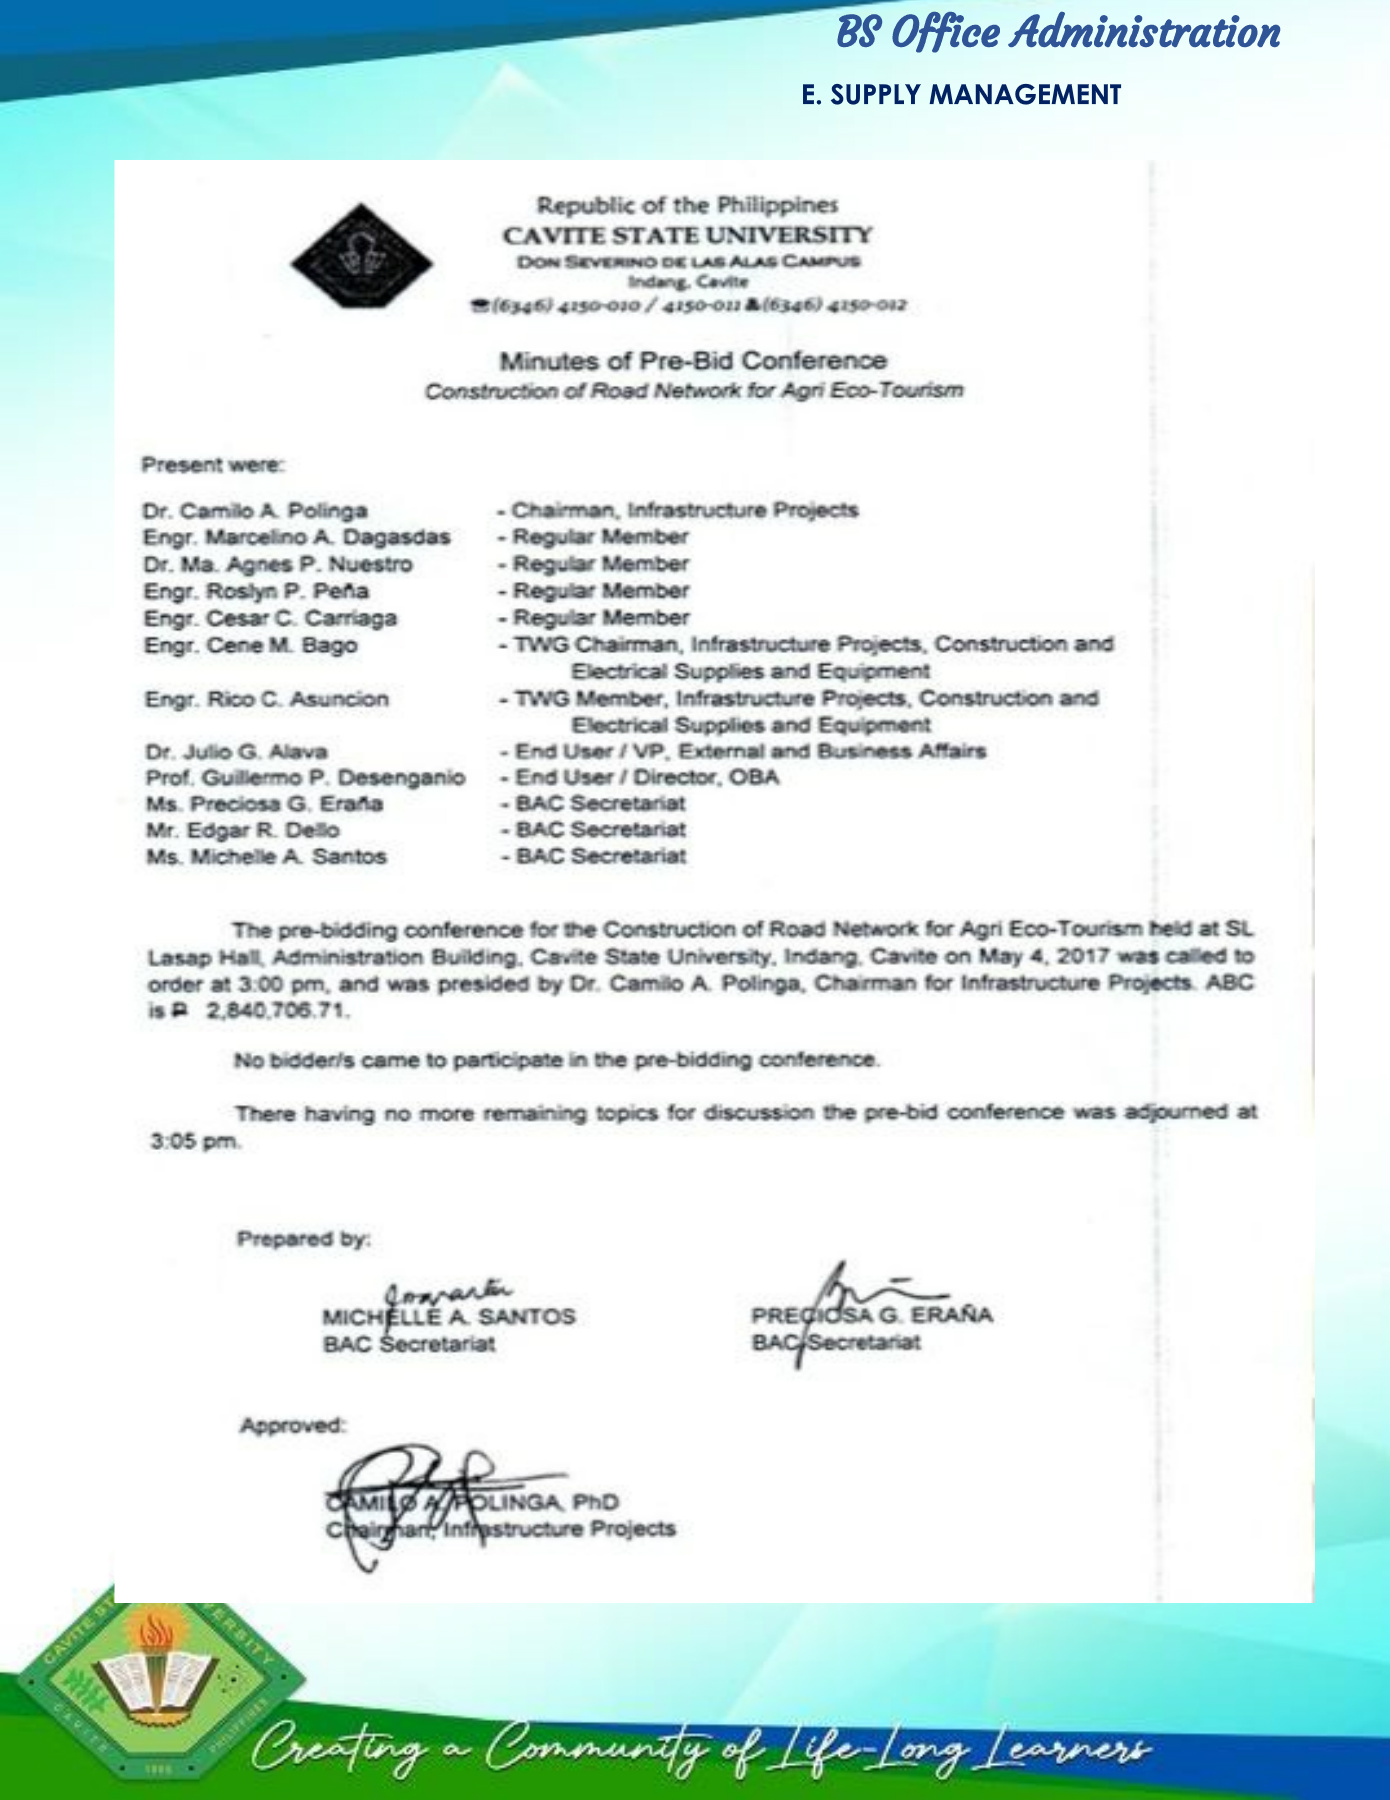 BS Office Administration
E. SUPPLY MANAGEMENT
Republic of the Philippines
CAVITE STATE UNIVERSITY
DON SEVERINO DE LAS ALAS CAMPUS
Indang, Cavite
☎(6346) 4150-010 / 4150-011 (6346) 4150-012
Minutes of Pre-Bid Conference
Construction of Road Network for Agri Eco-Tourism
Present were:
Dr. Camilo A. Polinga - Chairman, Infrastructure Projects
Engr. Marcelino A. Dagasdas - Regular Member
Dr. Ma. Agnes P. Nuestro - Regular Member
Engr. Roslyn P. Peña - Regular Member
Engr. Cesar C. Carriaga - Regular Member
Engr. Cene M. Bago - TWG Chairman, Infrastructure Projects, Construction and
Electrical Supplies and Equipment
Engr. Rico C. Asuncion - TWG Member, Infrastructure Projects, Construction and
Electrical Supplies and Equipment
Dr. Julio G. Alava - End User / VP, External and Business Affairs
Prof. Guillermo P. Desenganio - End User / Director, OBA
Ms. Preciosa G. Eraña - BAC Secretariat
Mr. Edgar R. Dello - BAC Secretariat
Ms. Michelle A. Santos - BAC Secretariat
The pre-bidding conference for the Construction of Road Network for Agri Eco-Tourism held at SL
Lasap Hall, Administration Building, Cavite State University, Indang, Cavite on May 4, 2017 was called to
order at 3:00 pm, and was presided by Dr. Camilo A. Polinga, Chairman for Infrastructure Projects. ABC
is ₱ 2,840,706.71.
No bidder/s came to participate in the pre-bidding conference.
There having no more remaining topics for discussion the pre-bid conference was adjourned at
3:05 pm.
Prepared by:
MICHELLE A. SANTOS PRECIOSA G. ERAÑA
BAC Secretariat BAC Secretariat
Approved:
CAMILO A. POLINGA, PhD
Chairman, Infrastructure Projects
CAVITE STATE UNIVERSITY
CAVITE PHILIPPINES
1906
Creating a Community of Life-Long Learners